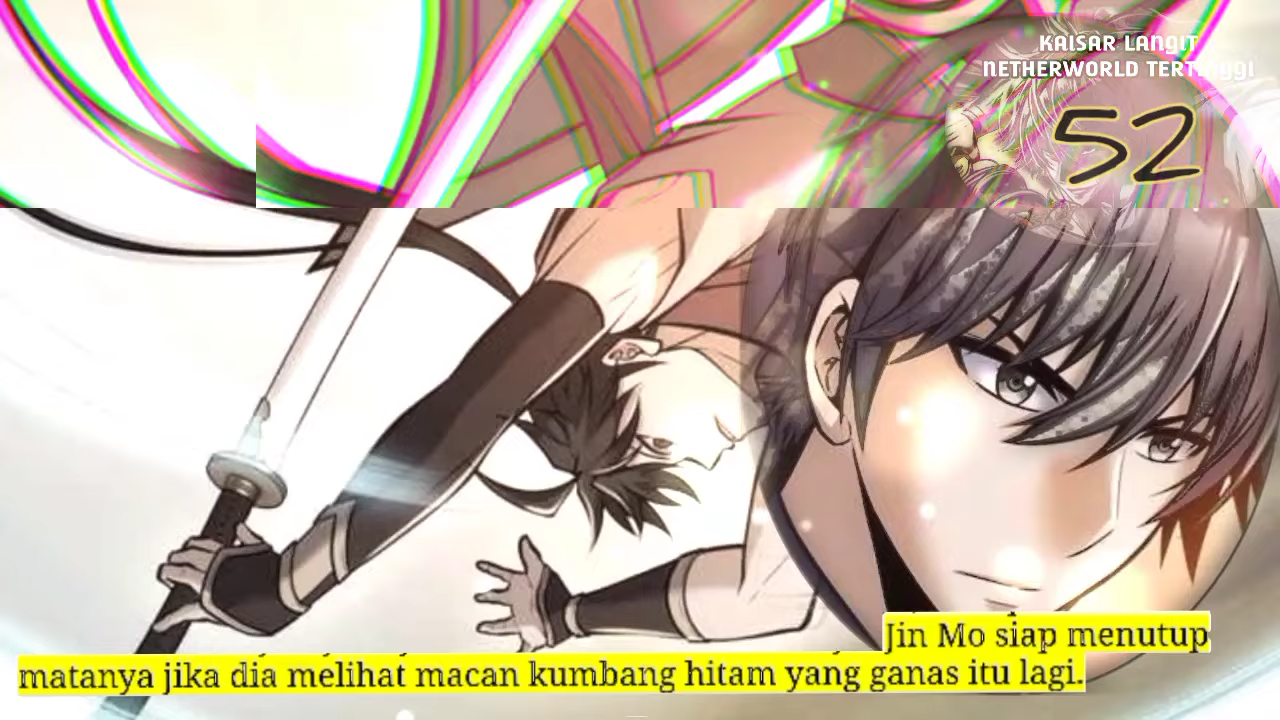 KAISAR LANGIT
NETHERWORLD TERTINGGI
52
Jin Mo siap menutup
matanya jika dia melihat macan kumbang hitam yang ganas itu lagi.